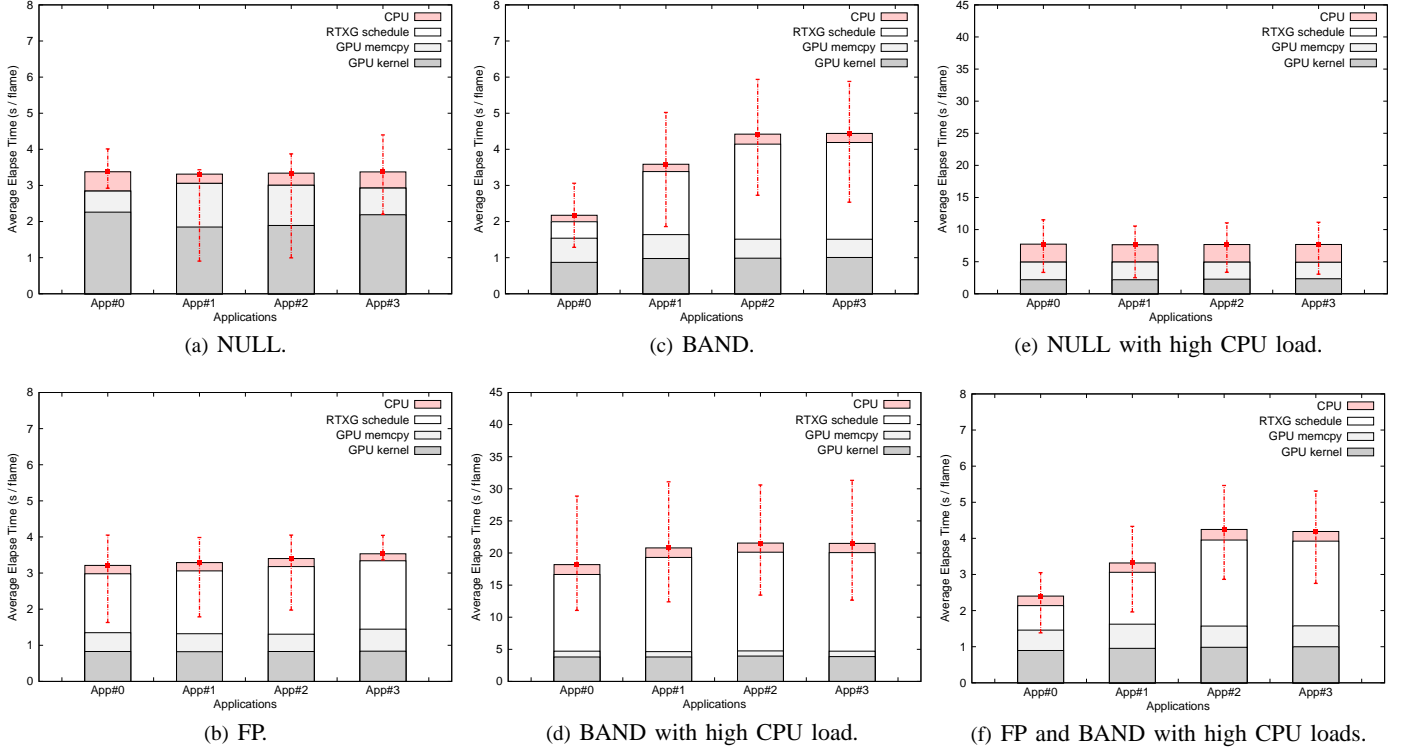 8
7
6
5
4
3
2
1
0
Average Elapse Time (s / flame)
CPU
RTXG schedule
GPU memcpy
GPU kernel
App#0 App#1 App#2 App#3
Applications
(a) NULL.
8
7
6
5
4
3
2
1
0
Average Elapse Time (s / flame)
CPU
RTXG schedule
GPU memcpy
GPU kernel
App#0 App#1 App#2 App#3
Applications
(c) BAND.
45
40
35
30
25
20
15
10
5
0
Average Elapse Time (s / flame)
CPU
RTXG schedule
GPU memcpy
GPU kernel
App#0 App#1 App#2 App#3
Applications
(e) NULL with high CPU load.
8
7
6
5
4
3
2
1
0
Average Elapse Time (s / flame)
CPU
RTXG schedule
GPU memcpy
GPU kernel
App#0 App#1 App#2 App#3
Applications
(b) FP.
45
40
35
30
25
20
15
10
5
0
Average Elapse Time (s / flame)
CPU
RTXG schedule
GPU memcpy
GPU kernel
App#0 App#1 App#2 App#3
Applications
(d) BAND with high CPU load.
8
7
6
5
4
3
2
1
0
Average Elapse Time (s / flame)
CPU
RTXG schedule
GPU memcpy
GPU kernel
App#0 App#1 App#2 App#3
Applications
(f) FP and BAND with high CPU loads.